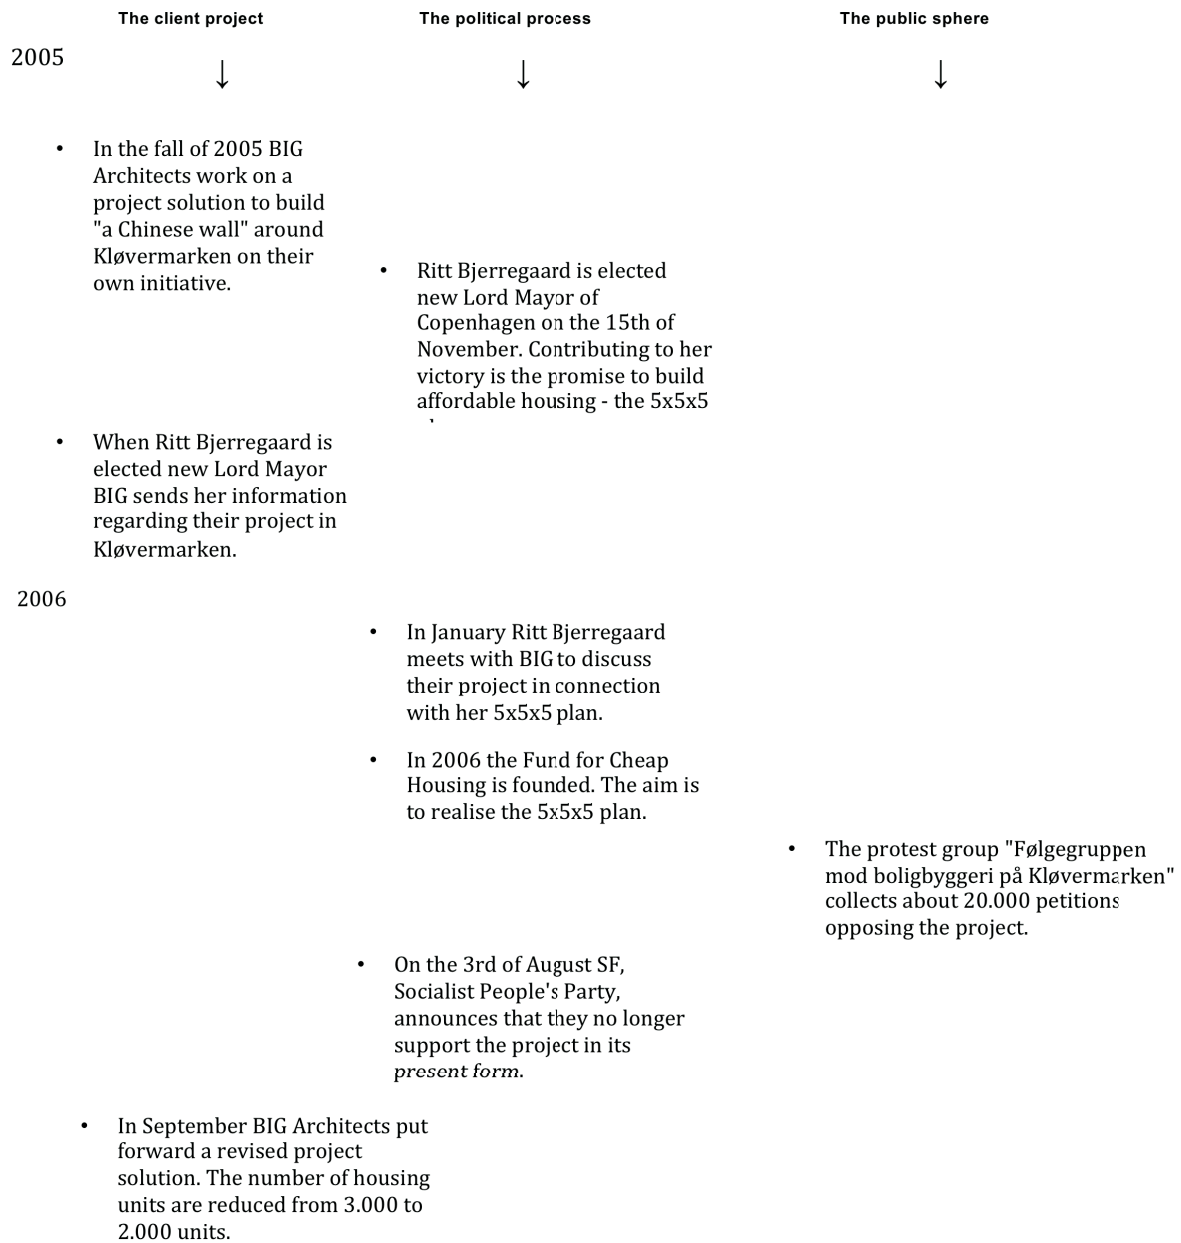 The client project
The political process
The public sphere
2005
↓
↓
↓
• In the fall of 2005 BIG
Architects work on a
project solution to build
"a Chinese wall" around
Kløvermarken on their
own initiative.
• Ritt Bjerregaard is elected
new Lord Mayor of
Copenhagen on the 15th of
November. Contributing to her
victory is the promise to build
affordable housing - the 5x5x5
• When Ritt Bjerregaard is
elected new Lord Mayor
BIG sends her information
regarding their project in
Kløvermarken.
2006
• In January Ritt Bjerregaard
meets with BIG to discuss
their project in connection
with her 5x5x5 plan.
• In 2006 the Fund for Cheap
Housing is founded. The aim is
to realise the 5x5x5 plan.
• The protest group "Følgegruppen
mod boligbyggeri på Kløvermarken"
collects about 20.000 petitions
opposing the project.
• On the 3rd of August SF,
Socialist People's Party,
announces that they no longer
support the project in its
present form.
• In September BIG Architects put
forward a revised project
solution. The number of housing
units are reduced from 3.000 to
2.000 units.